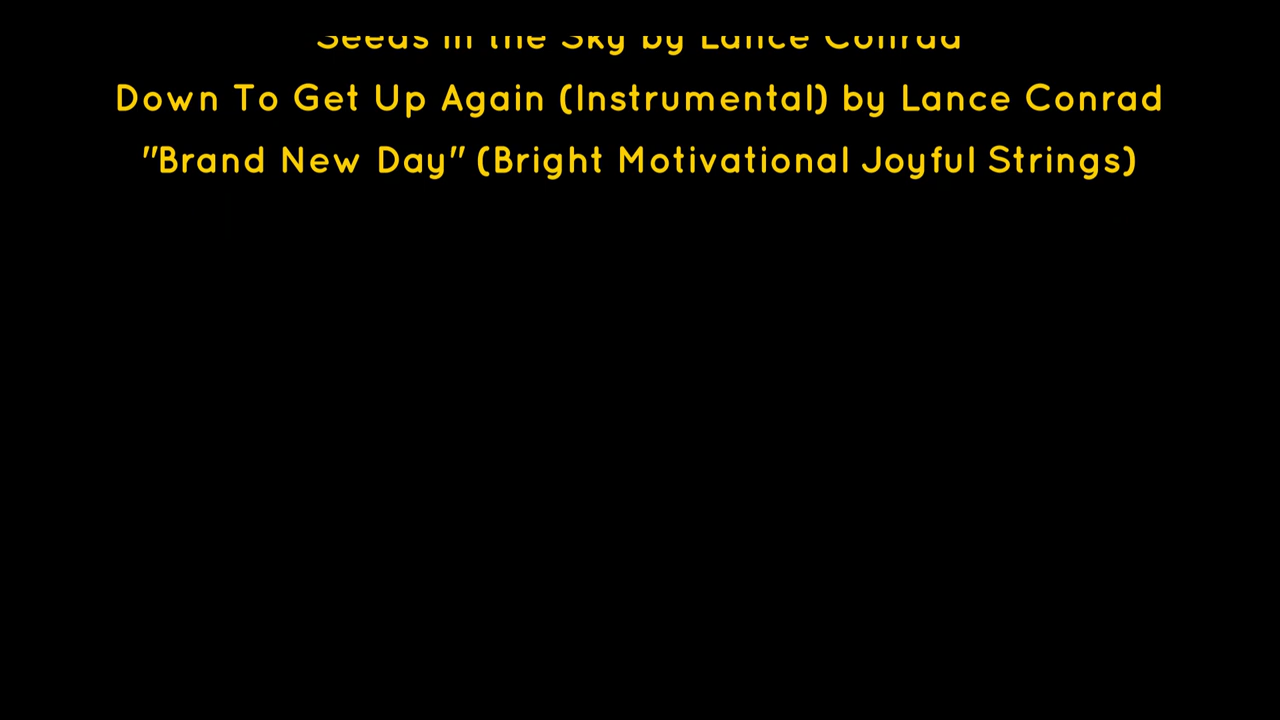 Seeds in the Sky by Lance Conrad
Down To Get Up Again (Instrumental) by Lance Conrad
"Brand New Day" (Bright Motivational Joyful Strings)